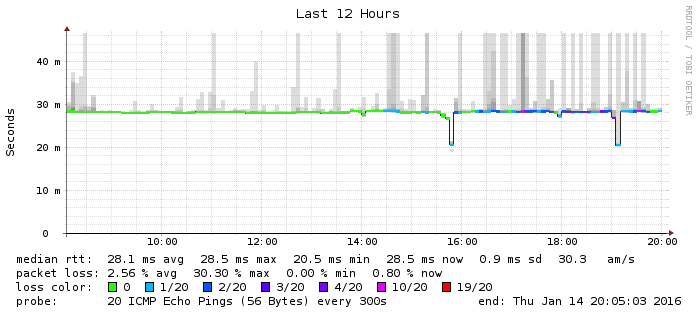 Last 12 Hours
RRDTOOL / TOBI OETIKER
Seconds
40 m
30 m
20 m
10 m
0
10:00 12:00 14:00 16:00 18:00 20:00
median rtt: 28.1 ms avg 28.5 ms max 20.5 ms min 28.5 ms now 0.9 ms sd 30.3 am/s
packet loss: 2.56 % avg 30.30 % max 0.00 % min 0.80 % now
loss color: 0 1/20 2/20 3/20 4/20 10/20 19/20
probe: 20 ICMP Echo Pings (56 Bytes) every 300s end: Thu Jan 14 20:05:03 2016